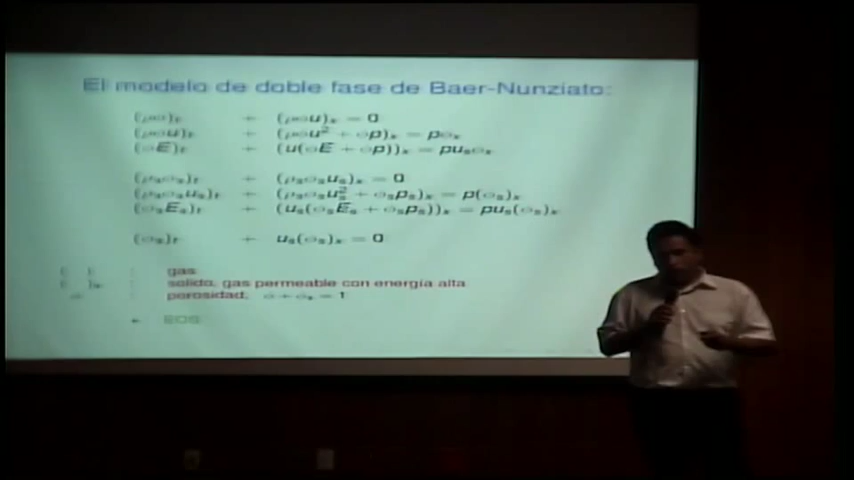 El modelo de doble fase de Baer-Nunziato:
(ρϕ)t + (ρϕu)x = 0
(ρϕu)t + (ρϕu² + ϕp)x = pϕx
(ϕE)t + (u(ϕE + ϕp))x = pusϕx
(ρsϕs)t + (ρsϕsus)x = 0
(ρsϕsus)t + (ρsϕsus² + ϕsps)x = p(ϕs)x
(ϕsEs)t + (us(ϕsEs + ϕsps))x = pus(ϕs)x
(ϕs)t + us(ϕs)x = 0
( ) : gas
( )s : solido, gas permeable con energía alta
ϕ : porosidad, ϕ + ϕs = 1
+ EOS